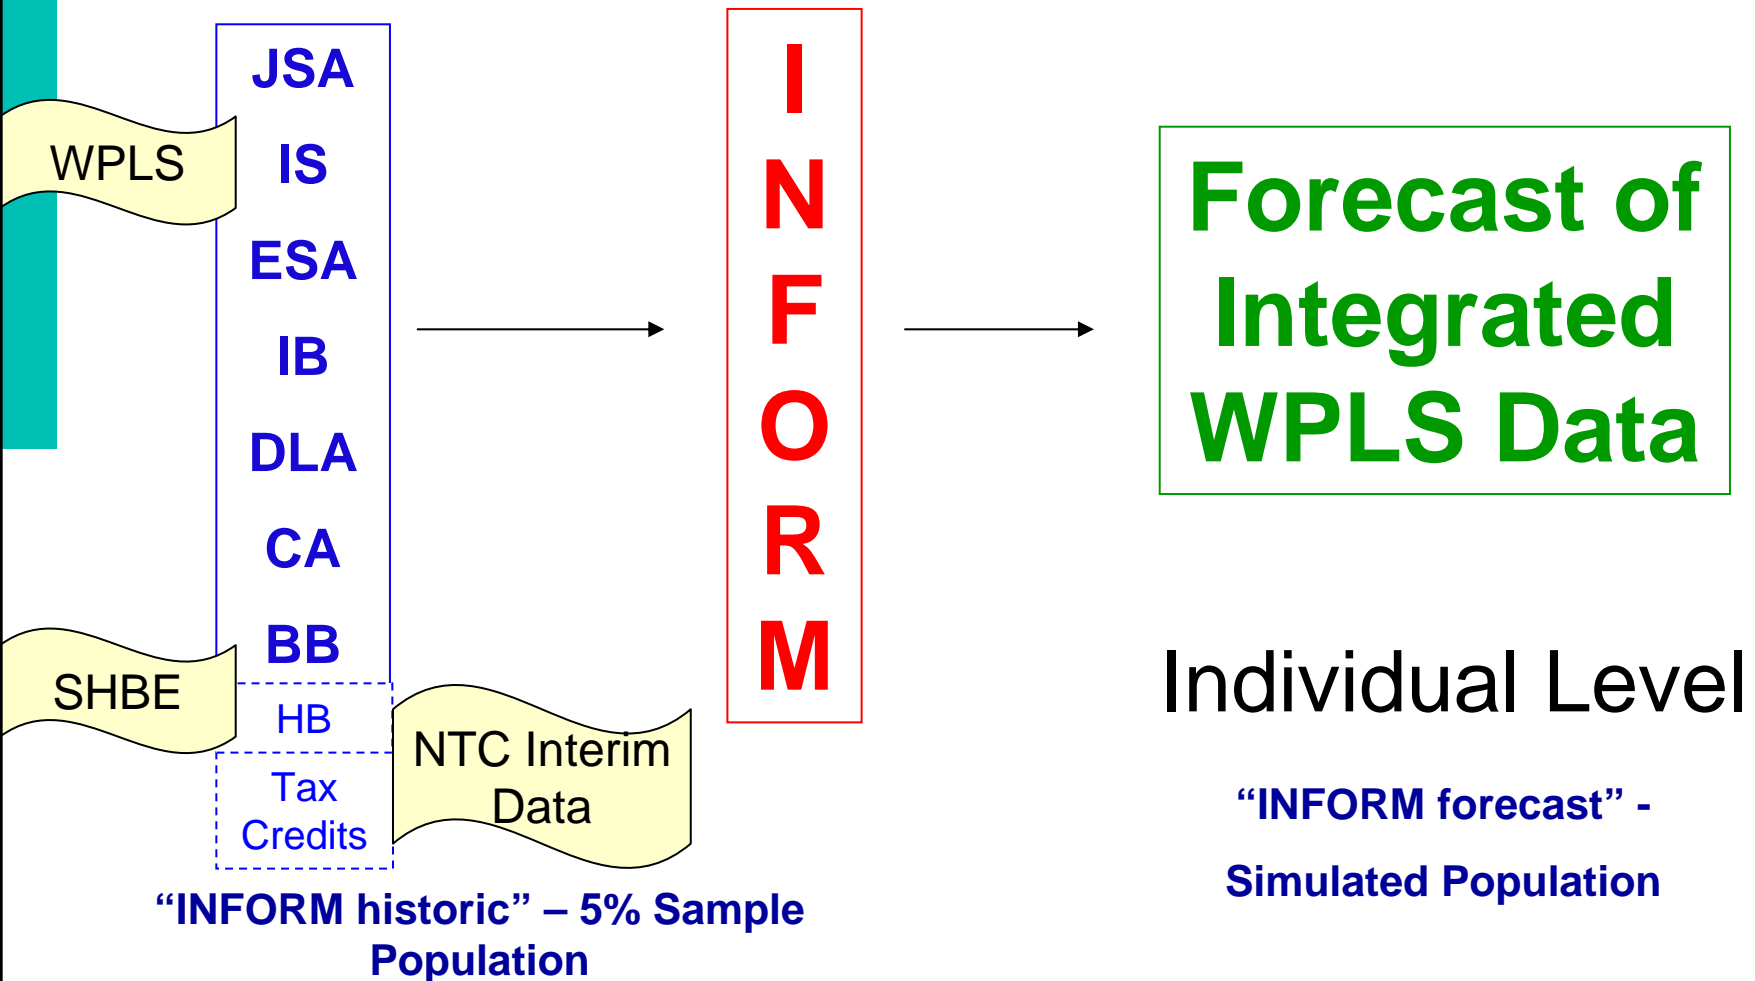 JSA
WPLS
IS
ESA
IB
DLA
CA
BB
SHBE
HB
Tax
Credits
NTC Interim
Data
“INFORM historic” – 5% Sample
Population
I
N
F
O
R
M
Forecast of
Integrated
WPLS Data
Individual Level
“INFORM forecast” -
Simulated Population